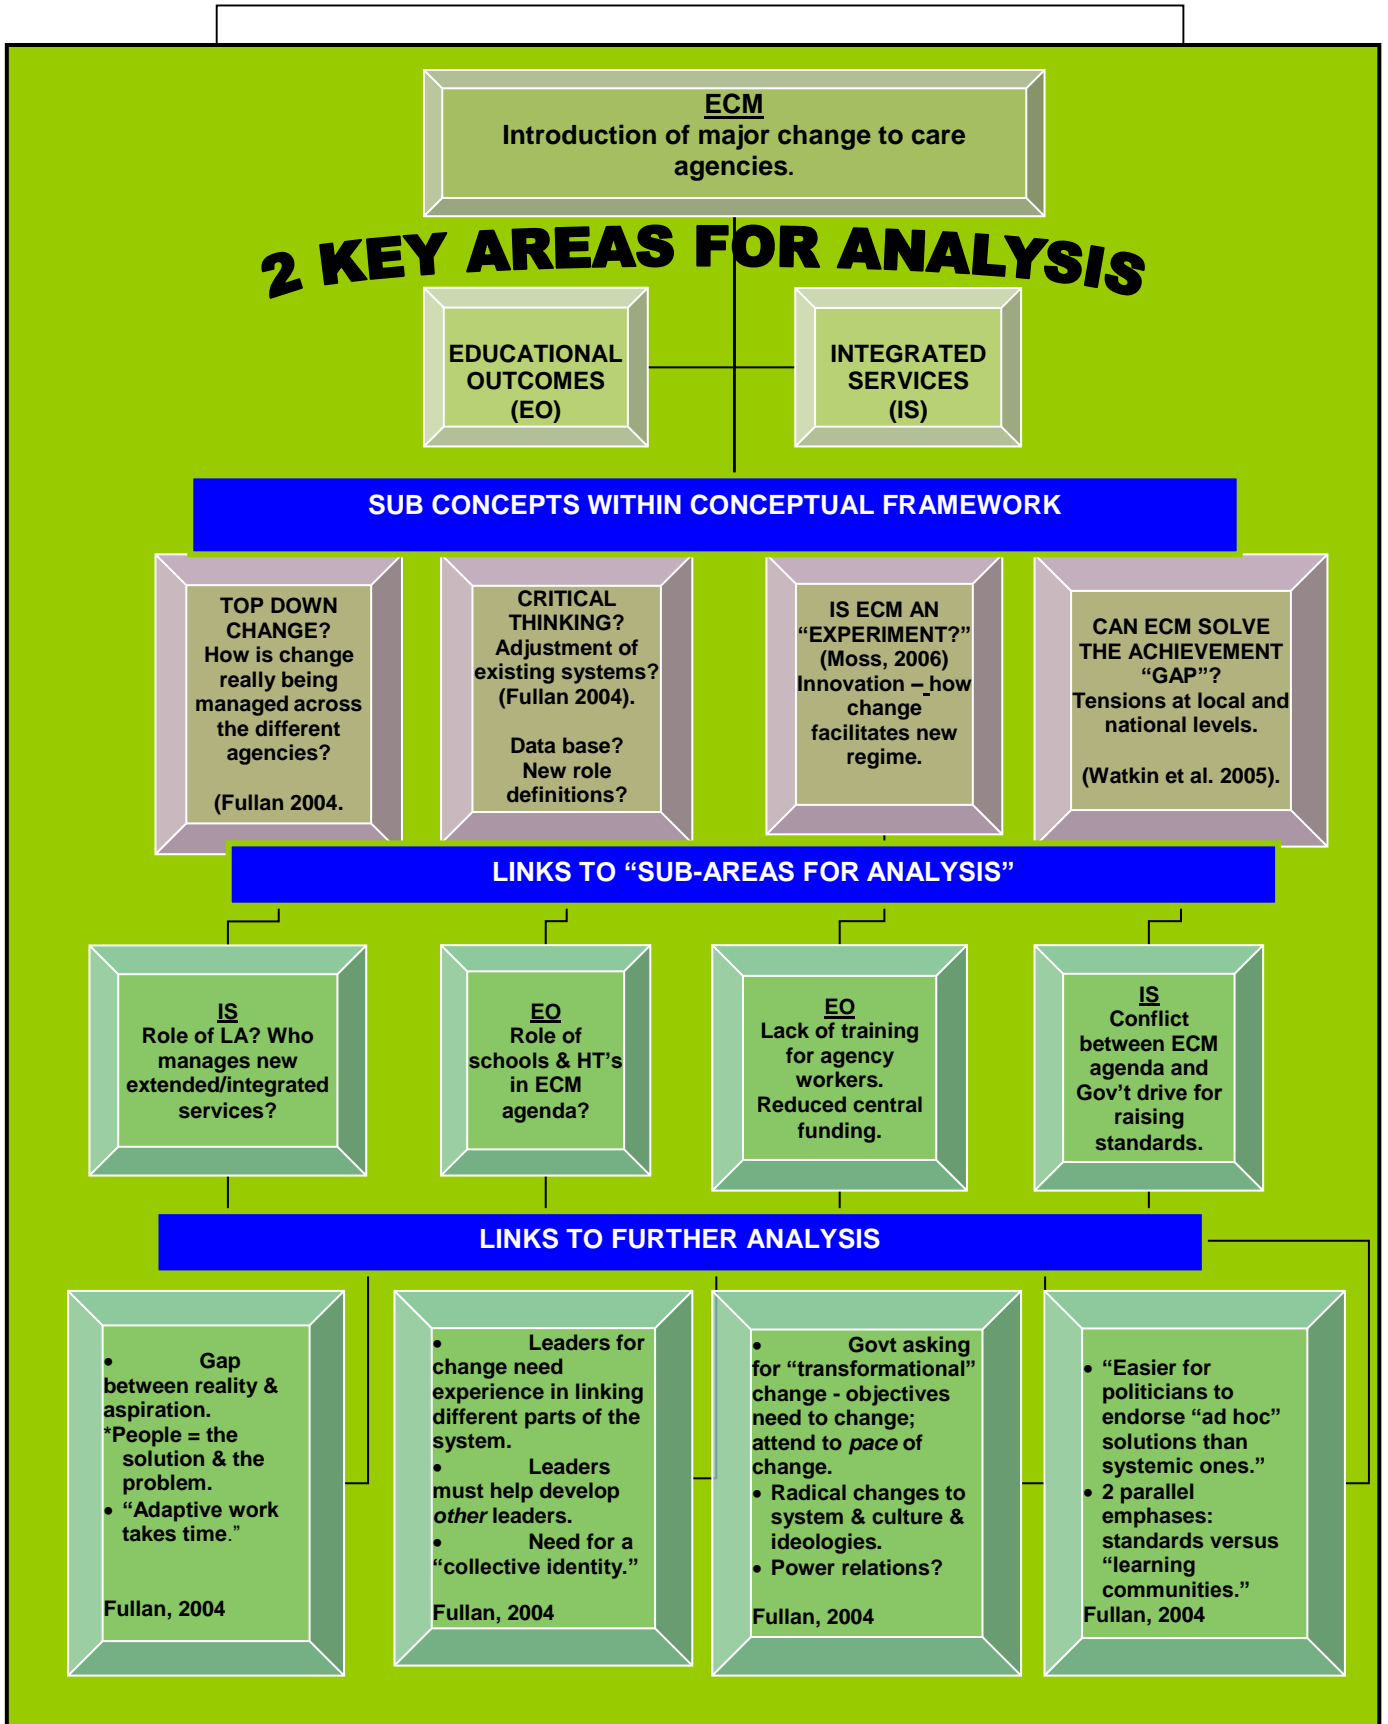 ECM
Introduction of major change to care
agencies.
2 KEY AREAS FOR ANALYSIS
EDUCATIONAL
OUTCOMES
(EO)
INTEGRATED
SERVICES
(IS)
SUB CONCEPTS WITHIN CONCEPTUAL FRAMEWORK
TOP DOWN
CHANGE?
How is change
really being
managed across
the different
agencies?
(Fullan 2004.
CRITICAL
THINKING?
Adjustment of
existing systems?
(Fullan 2004).
Data base?
New role
definitions?
IS ECM AN
“EXPERIMENT?”
(Moss, 2006)
Innovation – how
change
facilitates new
regime.
CAN ECM SOLVE
THE ACHIEVEMENT
“GAP”?
Tensions at local and
national levels.
(Watkin et al. 2005).
LINKS TO “SUB-AREAS FOR ANALYSIS”
IS
Role of LA? Who
manages new
extended/integrated
services?
EO
Role of
schools & HT’s
in ECM
agenda?
EO
Lack of training
for agency
workers.
Reduced central
funding.
IS
Conflict
between ECM
agenda and
Gov’t drive for
raising
standards.
LINKS TO FURTHER ANALYSIS
• Gap
between reality &
aspiration.
*People = the
solution & the
problem.
• “Adaptive work
takes time.”
Fullan, 2004
• Leaders for
change need
experience in linking
different parts of the
system.
• Leaders
must help develop
other leaders.
• Need for a
“collective identity.”
Fullan, 2004
• Govt asking
for “transformational”
change - objectives
need to change;
attend to pace of
change.
• Radical changes to
system & culture &
ideologies.
• Power relations?
Fullan, 2004
• “Easier for
politicians to
endorse “ad hoc”
solutions than
systemic ones.”
• 2 parallel
emphases:
standards versus
“learning
communities.”
Fullan, 2004